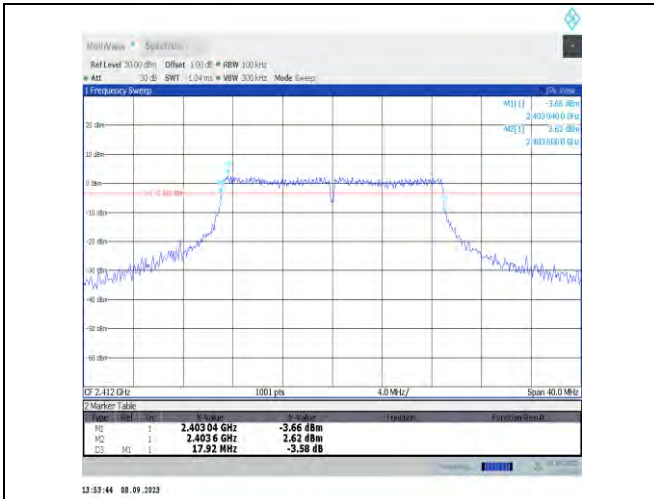 MultiView Spectrum
Ref Level 30.00 dBm Offset 1.00 dB RBW 100 kHz
Att 30 dB SWT 1.04 ms VBW 300 kHz Mode Sweep
1 Frequency Sweep 1Pk View
M1[1] -3.66 dBm
2.403 040 0 GHz
M2[1] 2.62 dBm
2.403 600 0 GHz
20 dBm
10 dBm
0 dBm
-10 dBm
-20 dBm
-30 dBm
-40 dBm
-50 dBm
-60 dBm
CF 2.412 GHz 1001 pts 4.0 MHz/ Span 40.0 MHz
2 Marker Table
Type Ref Trc X-Value Y-Value Function Function Result
M1 1 2.403 04 GHz -3.66 dBm
M2 1 2.403 6 GHz 2.62 dBm
D3 M1 1 17.92 MHz -3.58 dB
13:53:44 08.09.2023